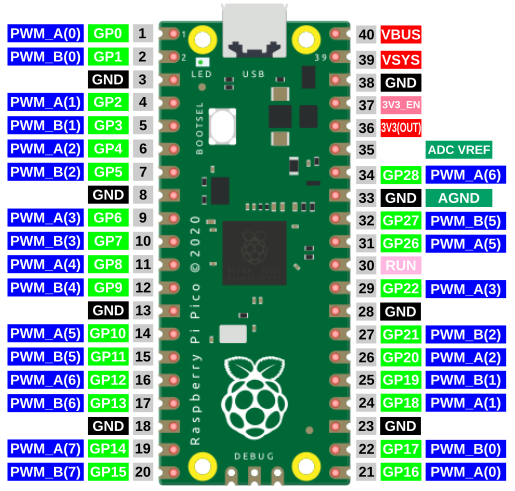 PWM_A(0) GP0 1
PWM_B(0) GP1 2
GND 3
PWM_A(1) GP2 4
PWM_B(1) GP3 5
PWM_A(2) GP4 6
PWM_B(2) GP5 7
GND 8
PWM_A(3) GP6 9
PWM_B(3) GP7 10
PWM_A(4) GP8 11
PWM_B(4) GP9 12
GND 13
PWM_A(5) GP10 14
PWM_B(5) GP11 15
PWM_A(6) GP12 16
PWM_B(6) GP13 17
GND 18
PWM_A(7) GP14 19
PWM_B(7) GP15 20
1
2
39
LED USB
BOOTSEL
Raspberry Pi Pico © 2020
DEBUG
40 VBUS
39 VSYS
38 GND
37 3V3_EN
36 3V3(OUT)
35 ADC VREF
34 GP28 PWM_A(6)
33 GND AGND
32 GP27 PWM_B(5)
31 GP26 PWM_A(5)
30 RUN
29 GP22 PWM_A(3)
28 GND
27 GP21 PWM_B(2)
26 GP20 PWM_A(2)
25 GP19 PWM_B(1)
24 GP18 PWM_A(1)
23 GND
22 GP17 PWM_B(0)
21 GP16 PWM_A(0)